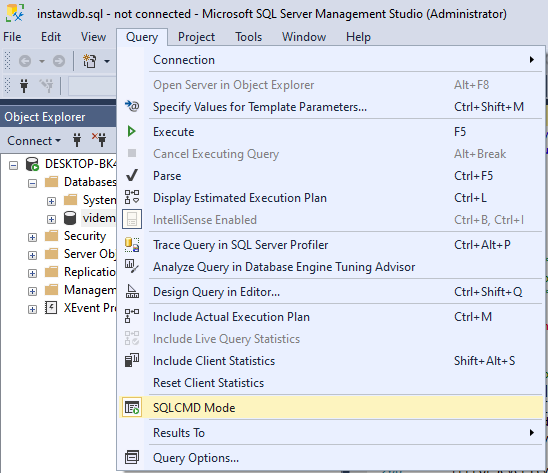 instawdb.sql - not connected - Microsoft SQL Server Management Studio (Administrator)
File Edit View Query Project Tools Window Help
Connection
Open Server in Object Explorer Alt+F8
Specify Values for Template Parameters... Ctrl+Shift+M
Object Explorer
Execute F5
Connect
Cancel Executing Query Alt+Break
DESKTOP-BK4
Parse Ctrl+F5
Databases
Display Estimated Execution Plan Ctrl+L
System
videm
IntelliSense Enabled Ctrl+B, Ctrl+I
Security
Trace Query in SQL Server Profiler Ctrl+Alt+P
Server Obj
Replication
Analyze Query in Database Engine Tuning Advisor
Managem
Design Query in Editor... Ctrl+Shift+Q
XEvent Pro
Include Actual Execution Plan Ctrl+M
Include Live Query Statistics
Include Client Statistics Shift+Alt+S
Reset Client Statistics
SQLCMD Mode
Results To
Query Options...